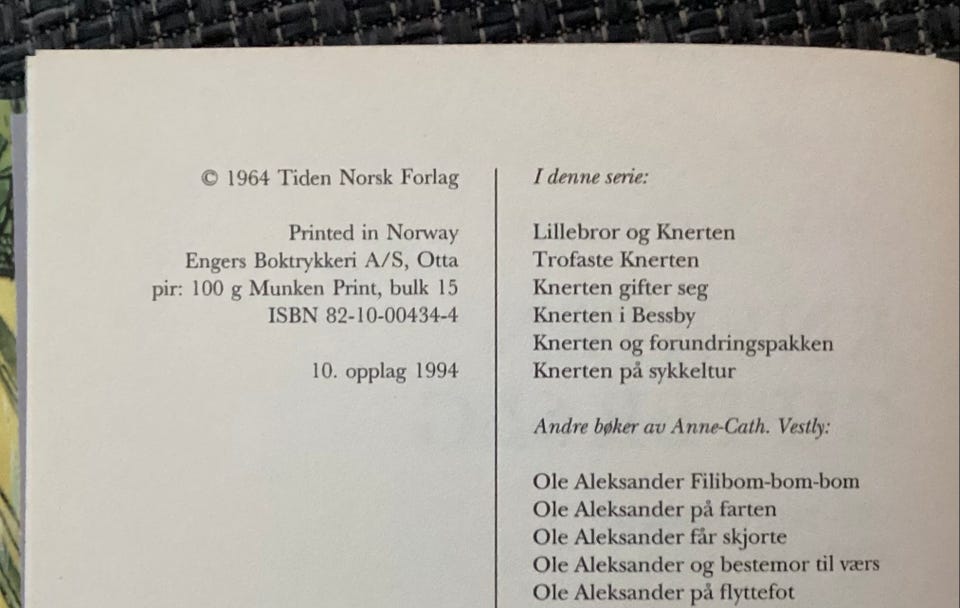 © 1964 Tiden Norsk Forlag
Printed in Norway
Engers Boktrykkeri A/S, Otta
pir: 100 g Munken Print, bulk 15
ISBN 82-10-00434-4
10. opplag 1994
I denne serie:
Lillebror og Knerten
Trofaste Knerten
Knerten gifter seg
Knerten i Bessby
Knerten og forundringspakken
Knerten på sykkeltur
Andre bøker av Anne-Cath. Vestly:
Ole Aleksander Filibom-bom-bom
Ole Aleksander på farten
Ole Aleksander får skjorte
Ole Aleksander og bestemor til værs
Ole Aleksander på flyttefot